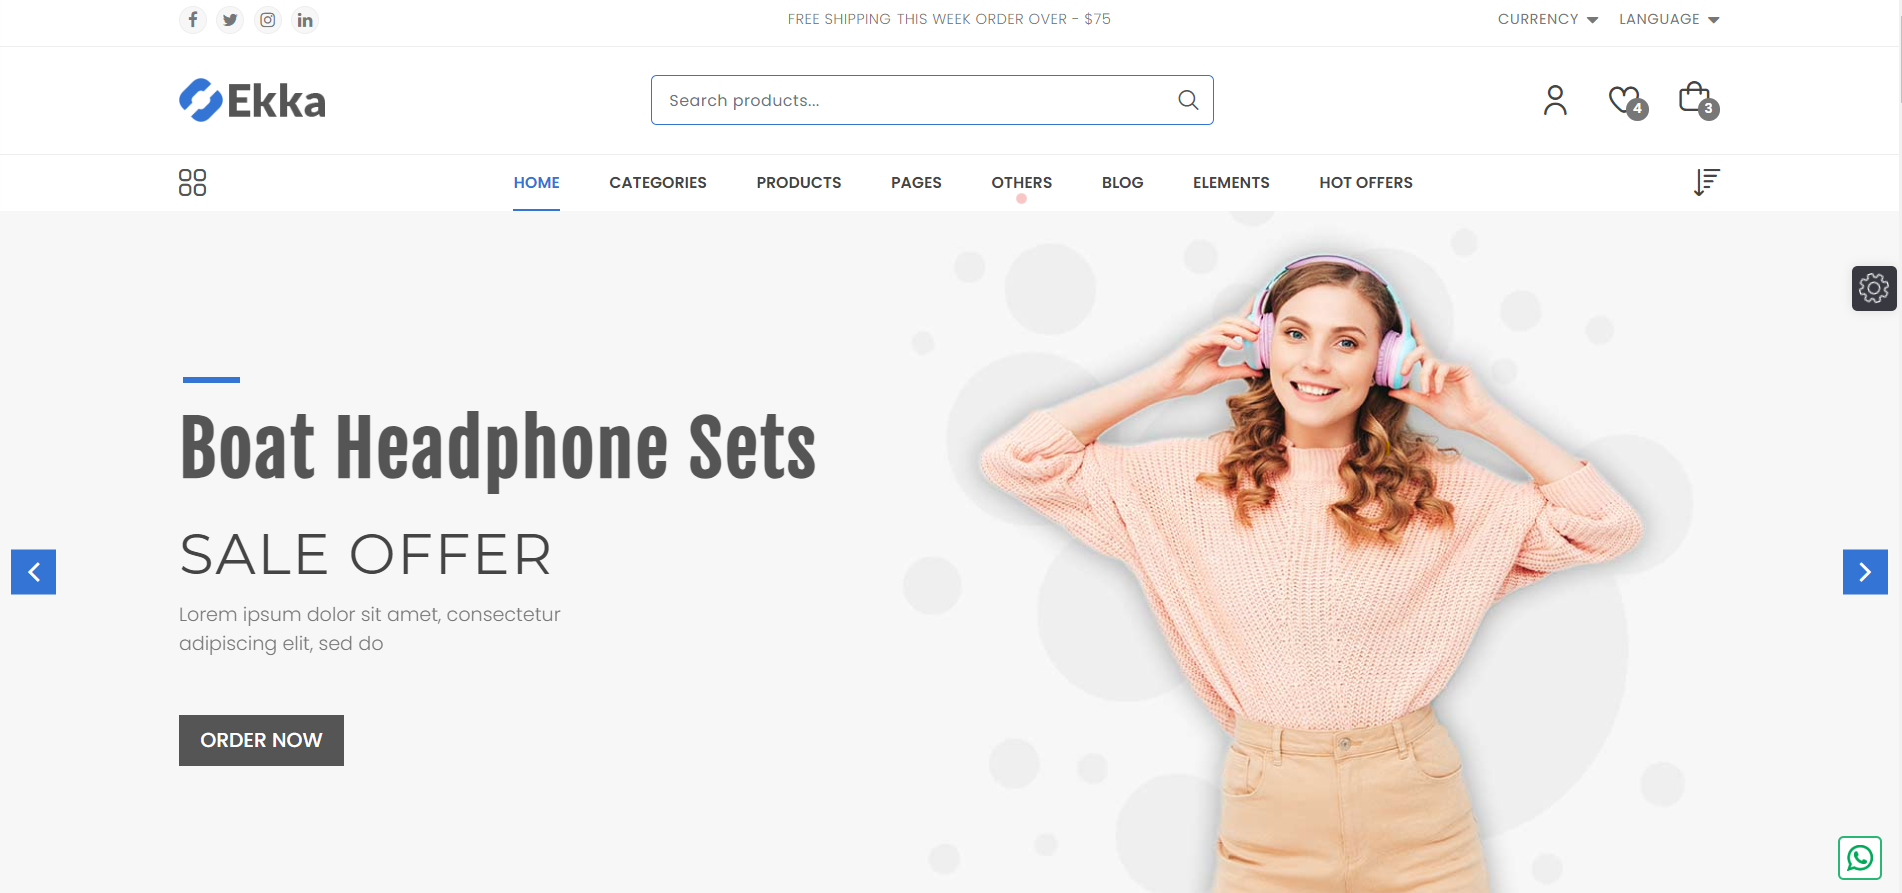 FREE SHIPPING THIS WEEK ORDER OVER - $75
CURRENCY
LANGUAGE
Ekka
Search products...
4
3
HOME
CATEGORIES
PRODUCTS
PAGES
OTHERS
BLOG
ELEMENTS
HOT OFFERS
Boat Headphone Sets
SALE OFFER
Lorem ipsum dolor sit amet, consectetur
adipiscing elit, sed do
ORDER NOW